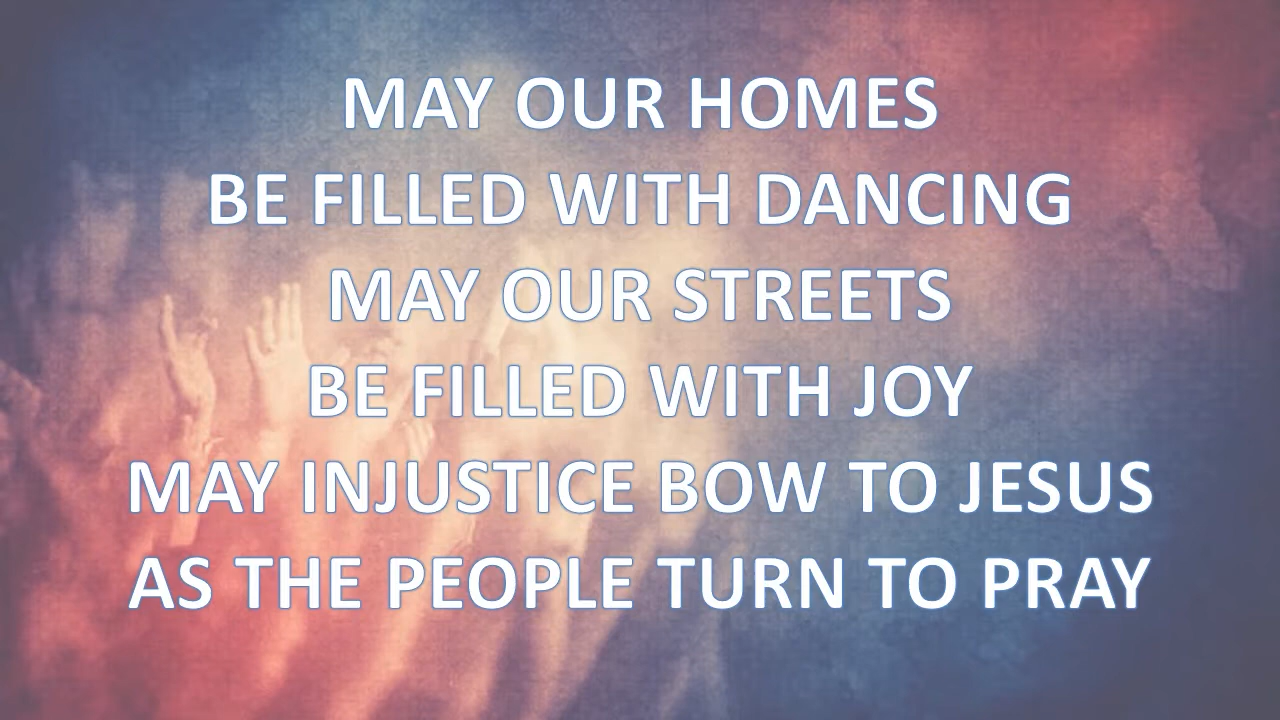 MAY OUR HOMES
BE FILLED WITH DANCING
MAY OUR STREETS
BE FILLED WITH JOY
MAY INJUSTICE BOW TO JESUS
AS THE PEOPLE TURN TO PRAY